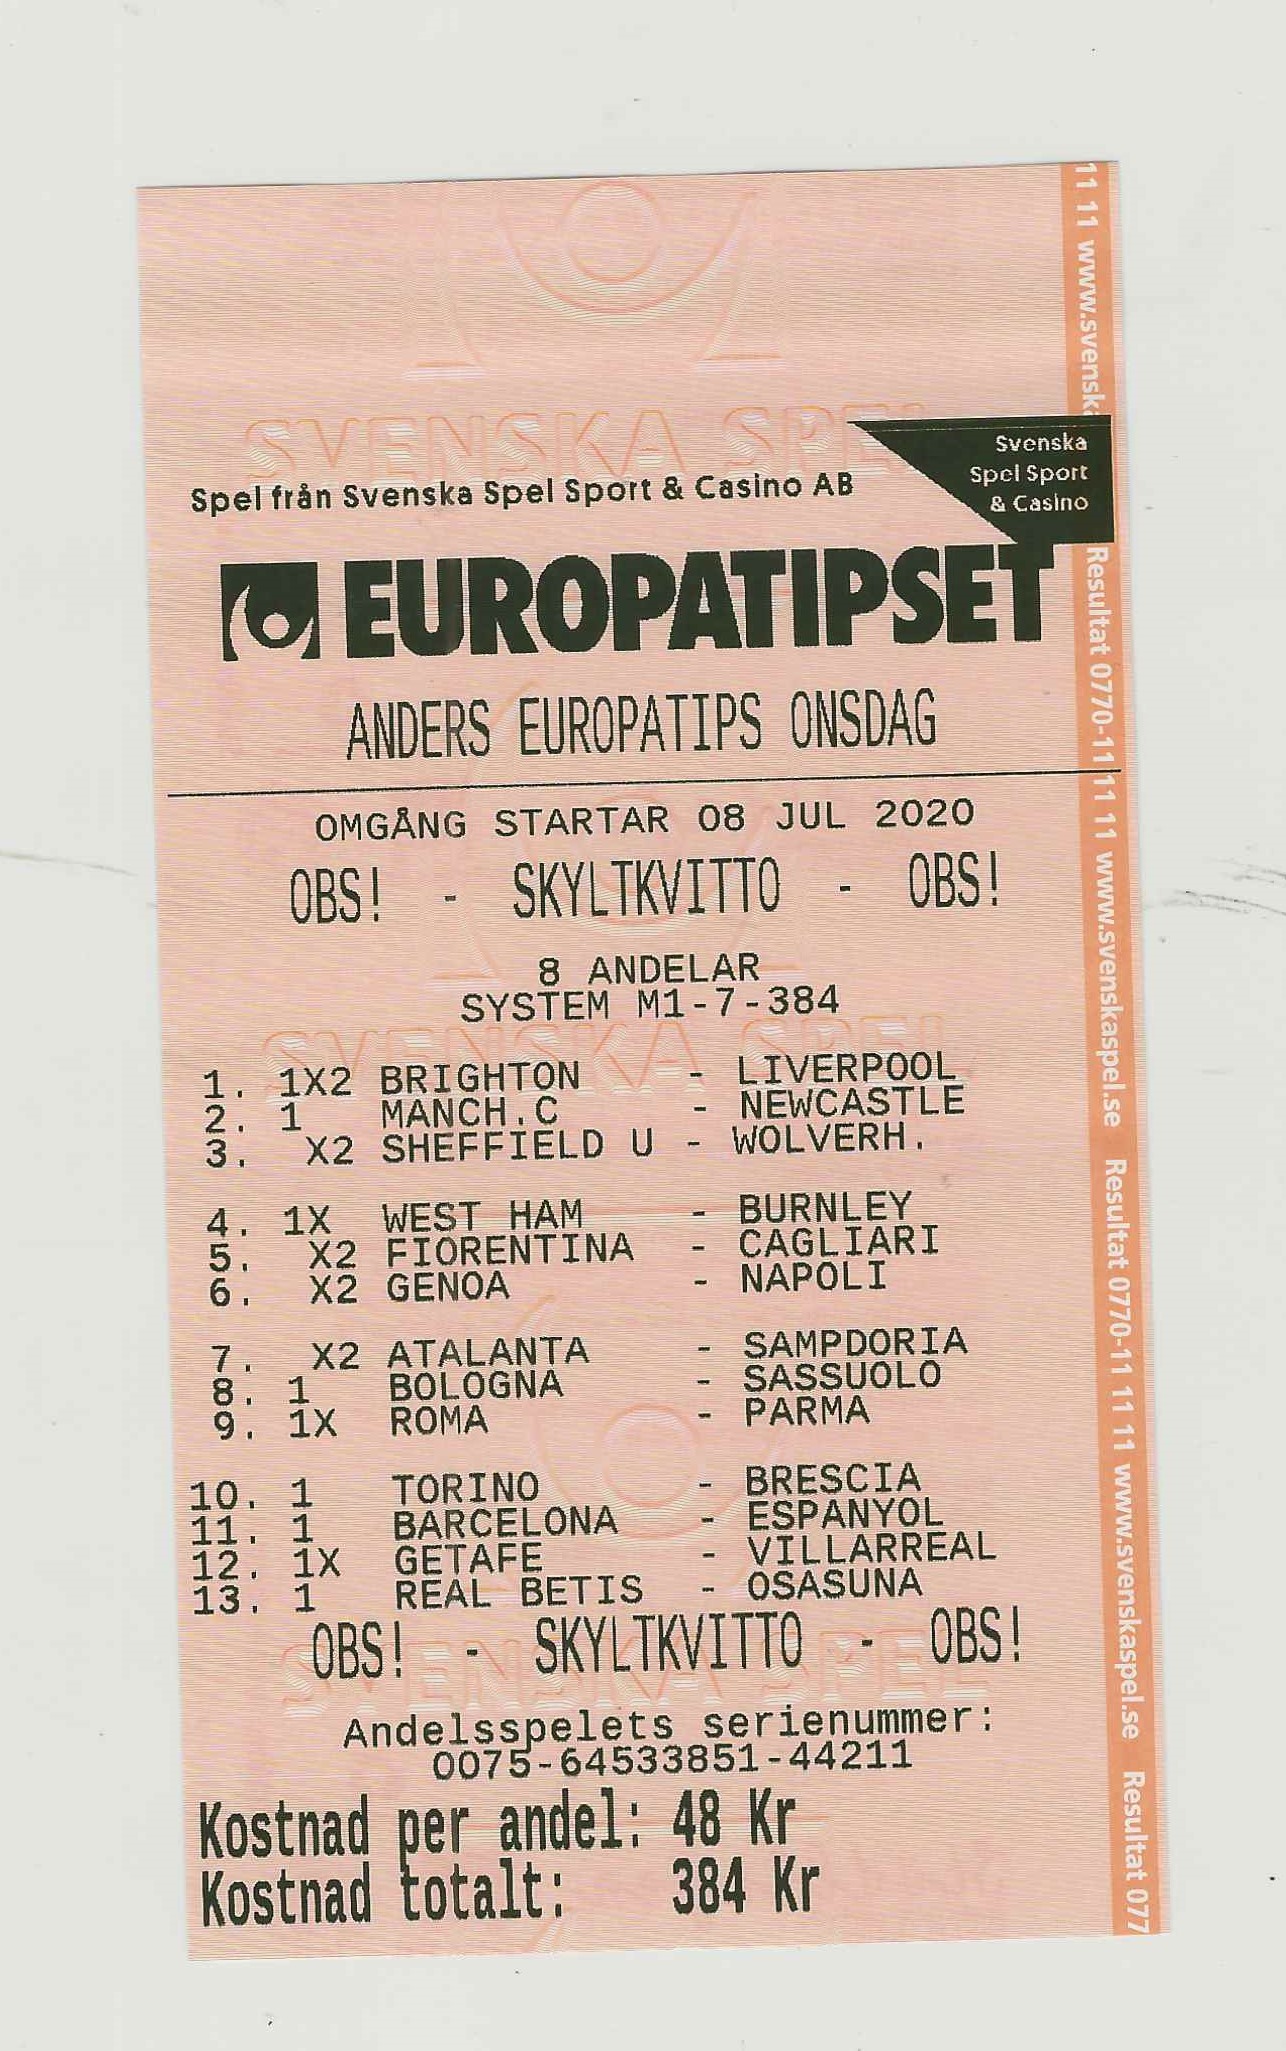 SVENSKA SPEL
Spel från Svenska Spel Sport & Casino AB
Svenska
Spel Sport
& Casino
EUROPATIPSET
ANDERS EUROPATIPS ONSDAG
OMGÅNG STARTAR 08 JUL 2020
OBS! - SKYLTKVITTO - OBS!
8 ANDELAR
SYSTEM M1-7-384
SVENSKA SPEL
1. 1X2 BRIGHTON - LIVERPOOL
2. 1 MANCH.C - NEWCASTLE
3. X2 SHEFFIELD U - WOLVERH.
4. 1X WEST HAM - BURNLEY
5. X2 FIORENTINA - CAGLIARI
6. X2 GENOA - NAPOLI
7. X2 ATALANTA - SAMPDORIA
8. 1 BOLOGNA - SASSUOLO
9. 1X ROMA - PARMA
10. 1 TORINO - BRESCIA
11. 1 BARCELONA - ESPANYOL
12. 1X GETAFE - VILLARREAL
13. 1 REAL BETIS - OSASUNA
OBS! - SKYLTKVITTO - OBS!
SVENSKA SPEL
Andelsspelets serienummer:
0075-64533851-44211
Kostnad per andel: 48 Kr
Kostnad totalt: 384 Kr
11 11 www.svenska
Resultat 0770-11 11 11 www.svenskaspel.se Resultat 0770-11 11 11 www.svenskaspel.se Resultat 077